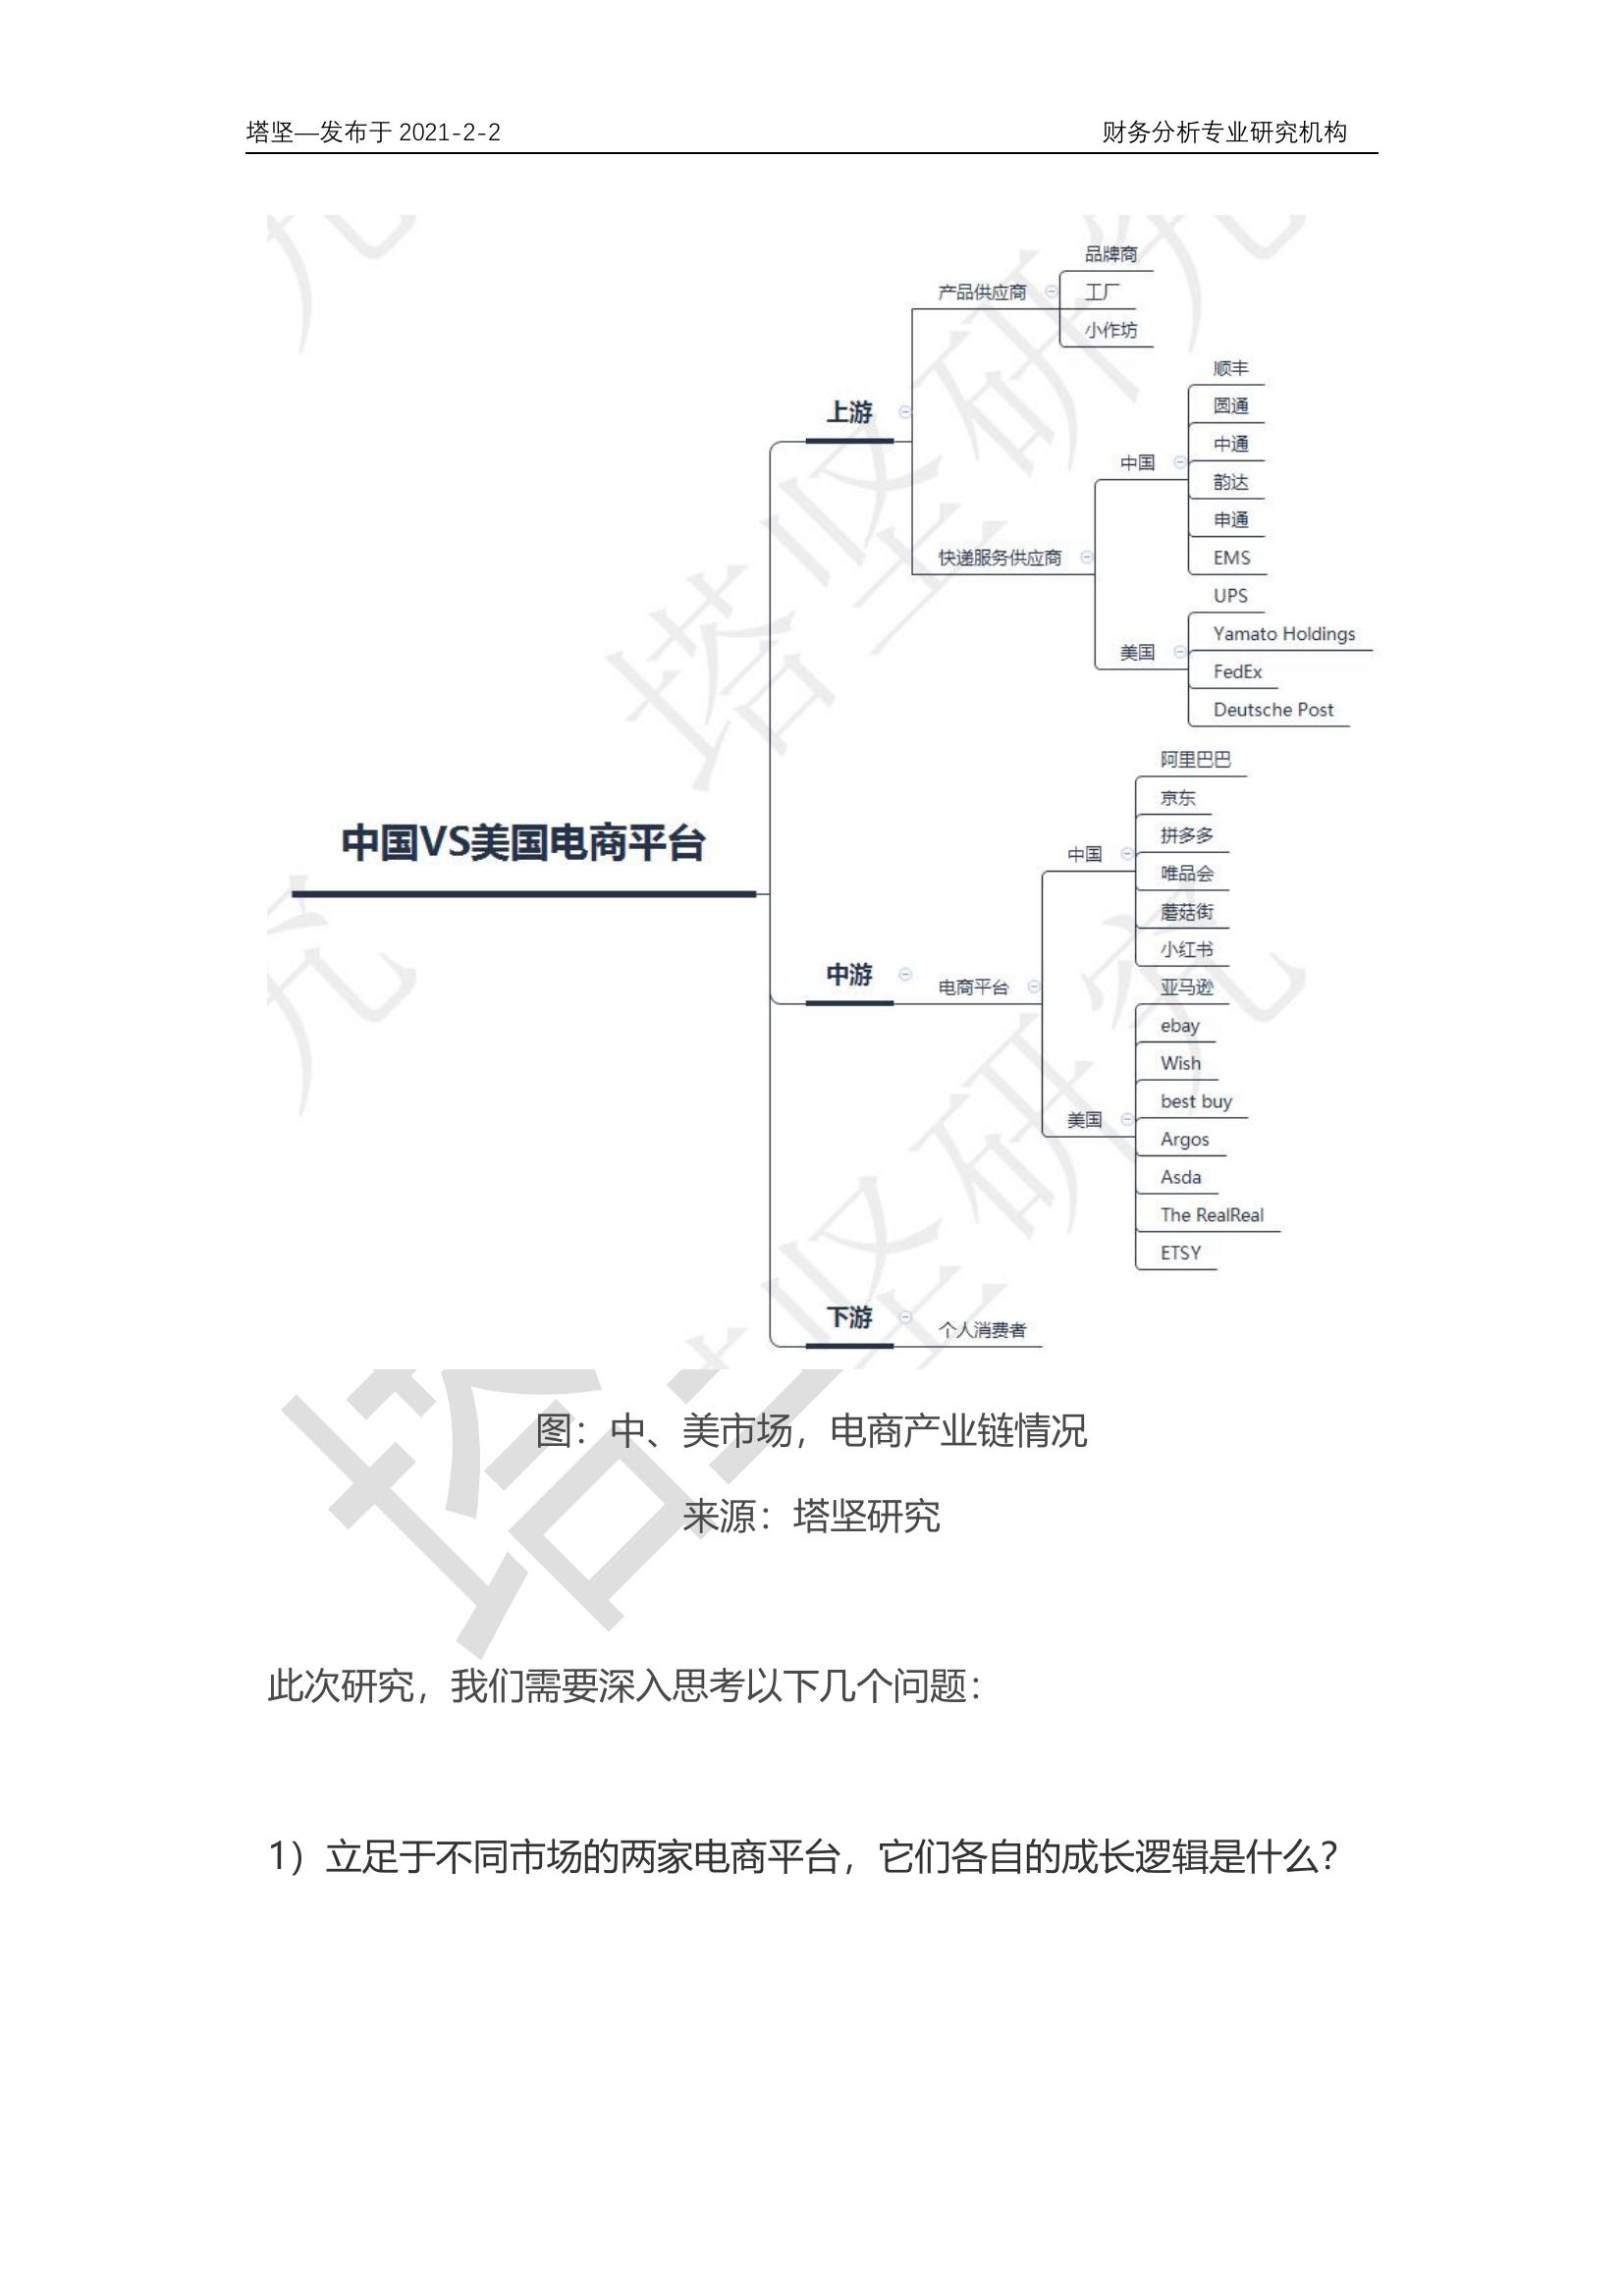 塔坚—发布于 2021-2-2 财务分析专业研究机构
品牌商
产品供应商
工厂
小作坊
顺丰
上游
圆通
中通
中国
韵达
申通
快递服务供应商
EMS
UPS
Yamato Holdings
美国
FedEx
Deutsche Post
阿里巴巴
京东
中国VS美国电商平台
拼多多
中国
唯品会
蘑菇街
小红书
中游
电商平台
亚马逊
ebay
Wish
best buy
美国
Argos
Asda
The RealReal
ETSY
下游
个人消费者
塔坚研究
图：中、美市场，电商产业链情况
来源：塔坚研究
此次研究，我们需要深入思考以下几个问题：
1）立足于不同市场的两家电商平台，它们各自的成长逻辑是什么？